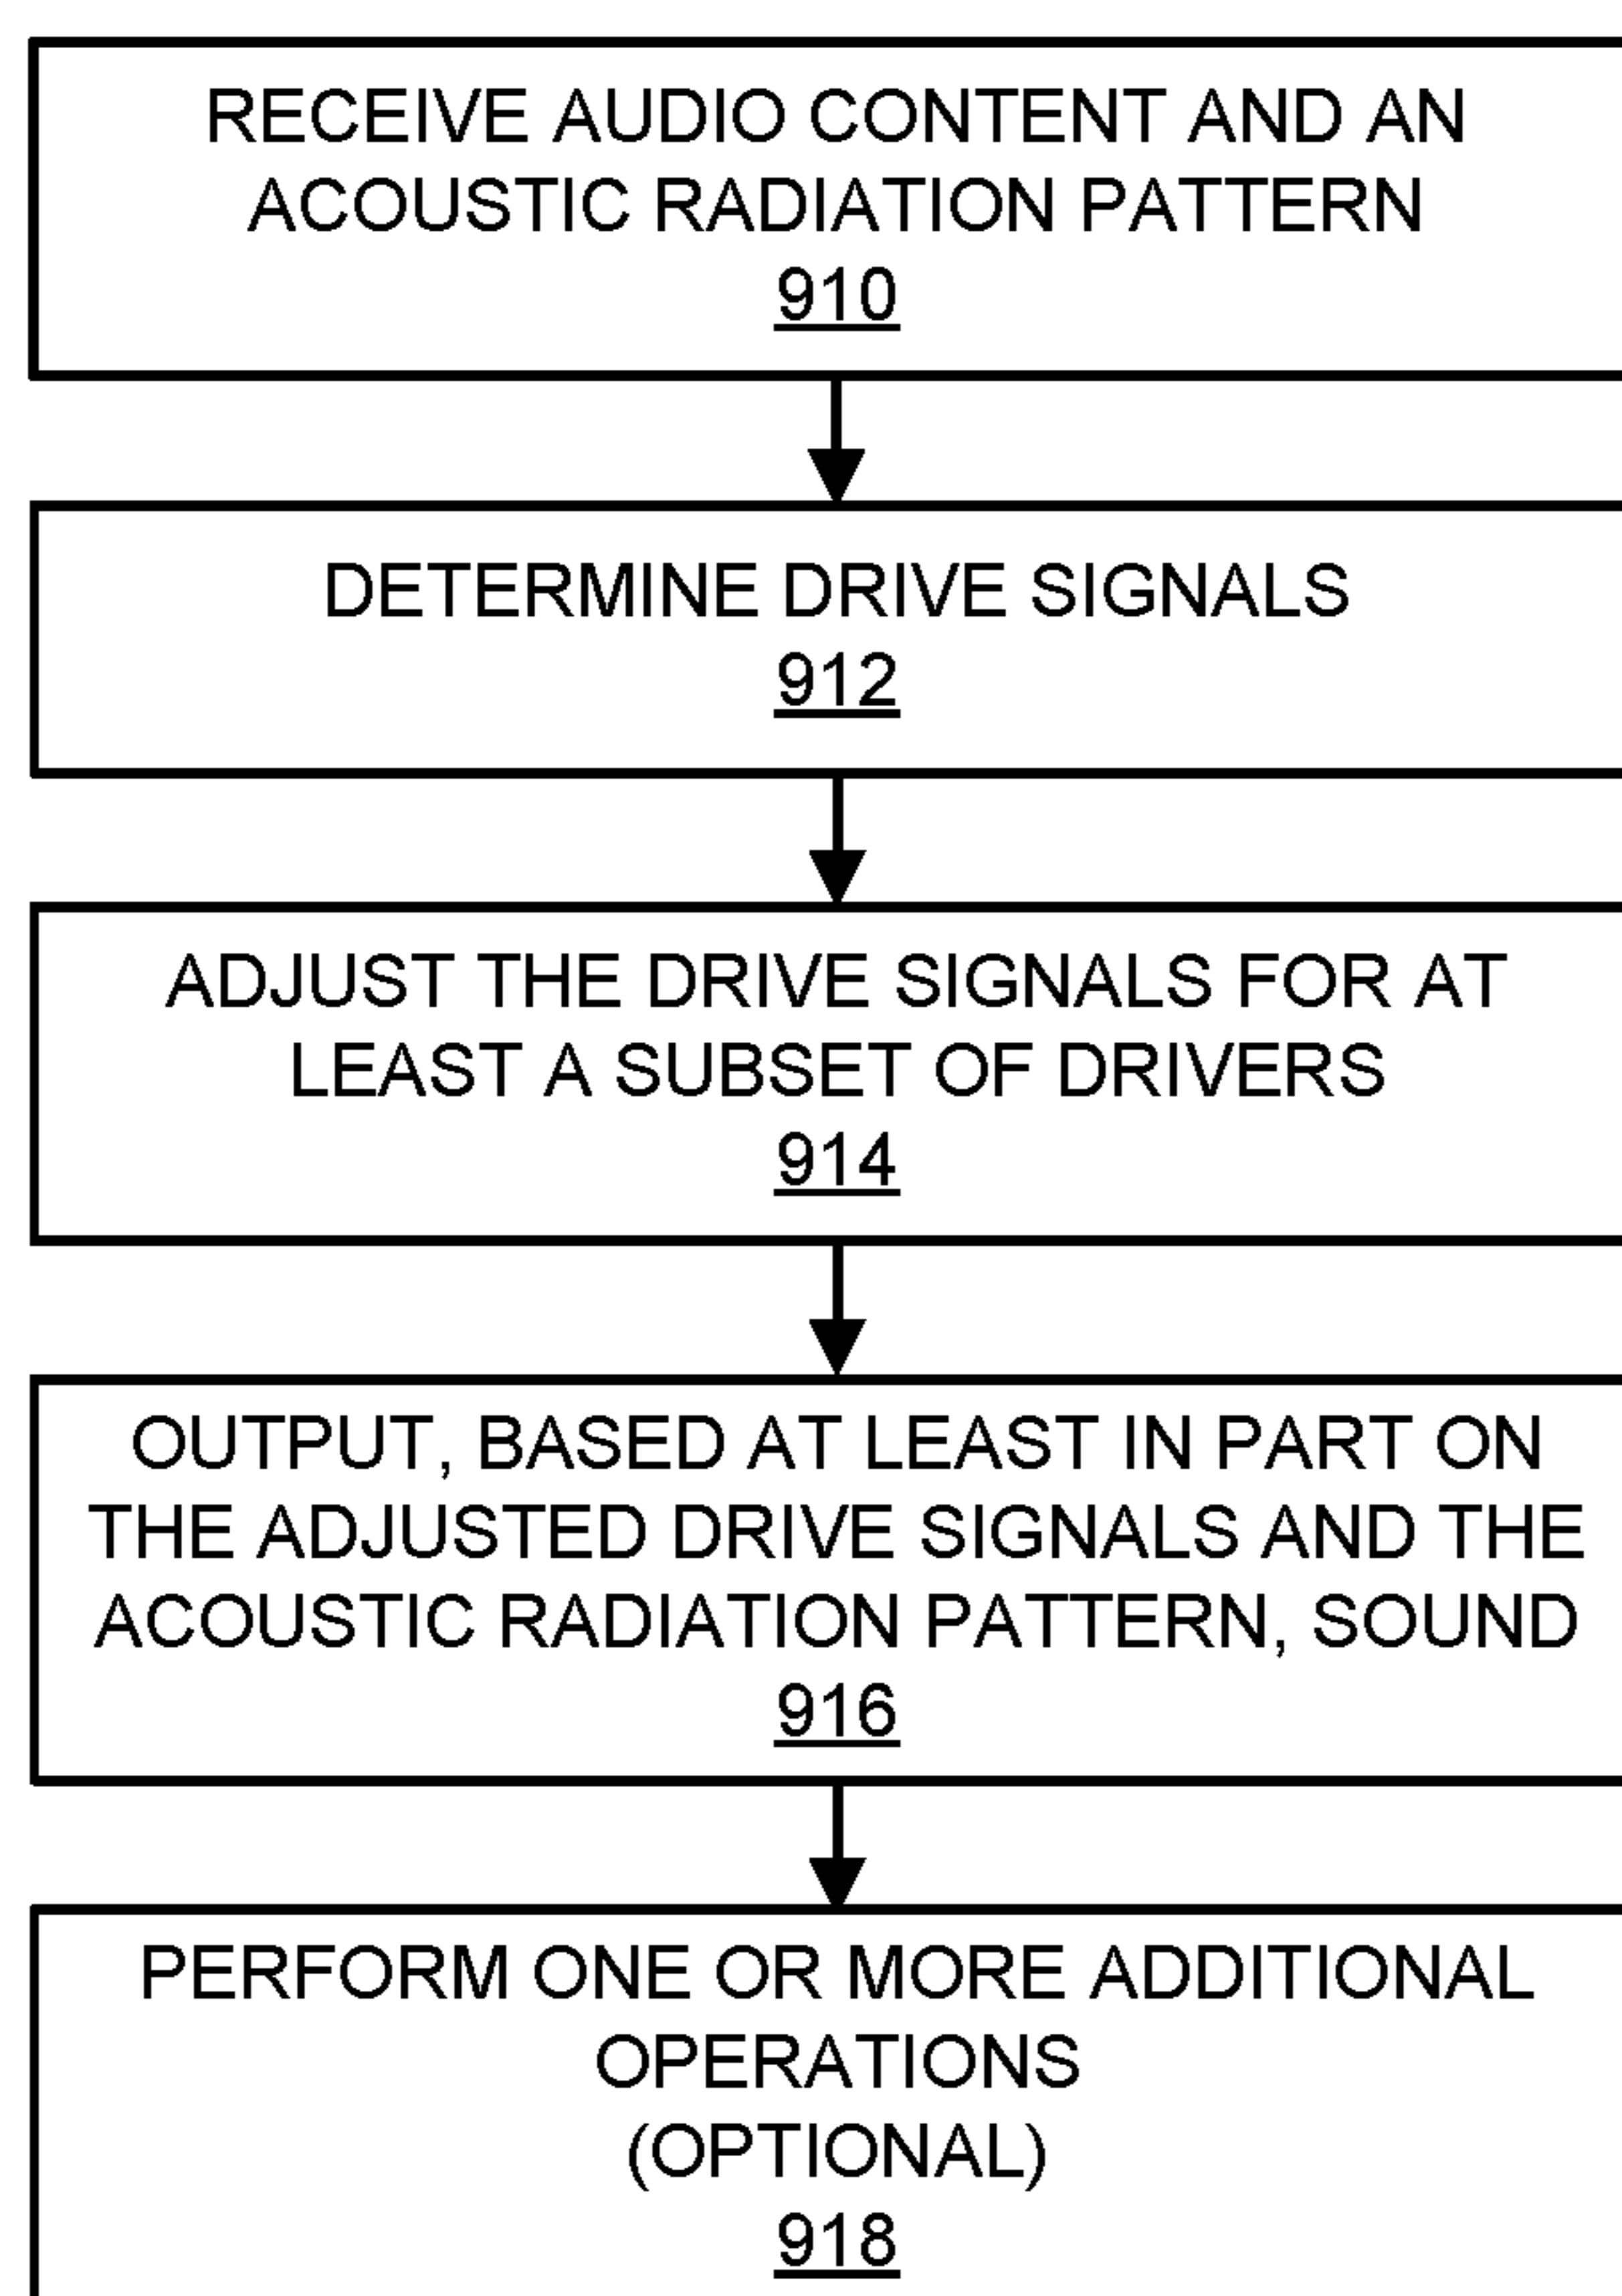 RECEIVE AUDIO CONTENT AND AN
ACOUSTIC RADIATION PATTERN
910
DETERMINE DRIVE SIGNALS
912
ADJUST THE DRIVE SIGNALS FOR AT
LEAST A SUBSET OF DRIVERS
914
OUTPUT, BASED AT LEAST IN PART ON
THE ADJUSTED DRIVE SIGNALS AND THE
ACOUSTIC RADIATION PATTERN, SOUND
916
PERFORM ONE OR MORE ADDITIONAL
OPERATIONS
(OPTIONAL)
918